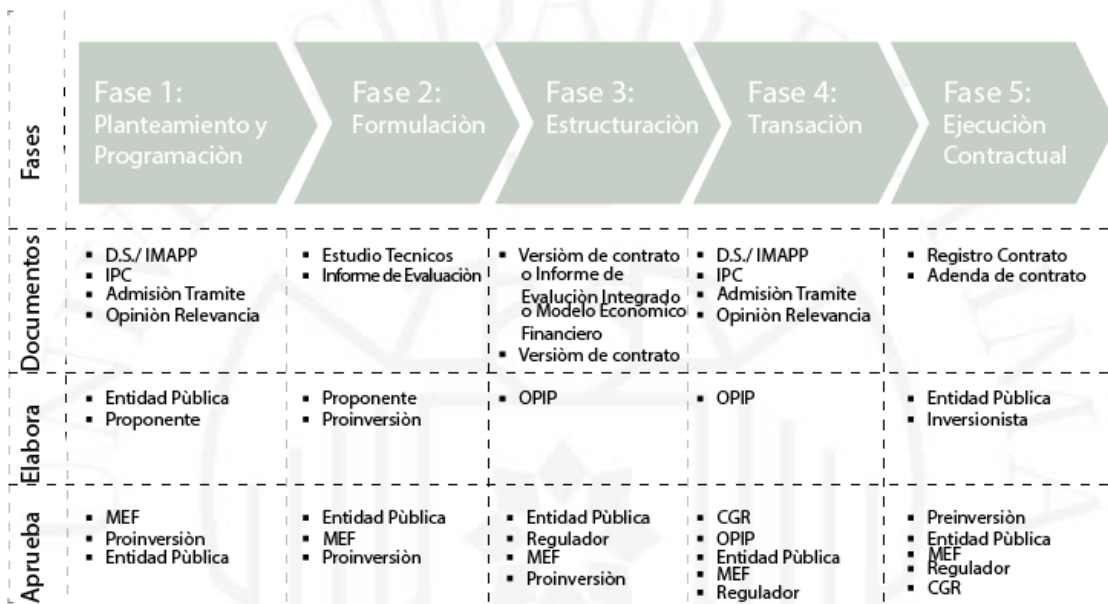 Fases
Fase 1:
Planteamiento y
Programaciòn
Fase 2:
Formulaciòn
Fase 3:
Estructuraciòn
Fase 4:
Transaciòn
Fase 5:
Ejecuciòn
Contractual
Documentos
▪ D.S./ IMAPP
▪ IPC
▪ Admisiòn Tramite
▪ Opiniòn Relevancia
▪ Estudio Tecnicos
▪ Informe de Evaluaciòn
▪ Versiòm de contrato
o Informe de
Evaluciòn Integrado
o Modelo Economico
Financiero
▪ Versiòm de contrato
▪ D.S./ IMAPP
▪ IPC
▪ Admisiòn Tramite
▪ Opiniòn Relevancia
▪ Registro Contrato
▪ Adenda de contrato
Elabora
▪ Entidad Pùblica
▪ Proponente
▪ Proponente
▪ Proinversiòn
▪ OPIP
▪ OPIP
▪ Entidad Pùblica
▪ Inversionista
Aprueba
▪ MEF
▪ Proinversiòn
▪ Entidad Pùblica
▪ Entidad Pùblica
▪ MEF
▪ Proinversiòn
▪ Entidad Pùblica
▪ Regulador
▪ MEF
▪ Proinversiòn
▪ CGR
▪ OPIP
▪ Entidad Pùblica
▪ MEF
▪ Regulador
▪ Preinversiòn
▪ Entidad Pùblica
▪ MEF
▪ Regulador
▪ CGR